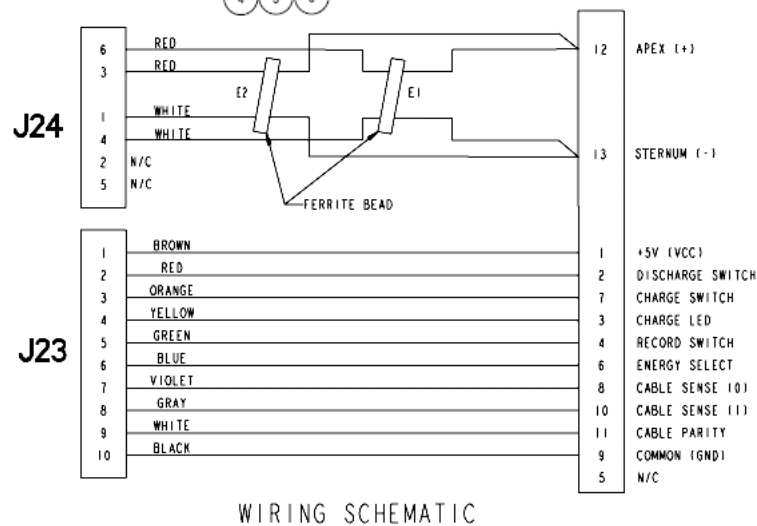 6 RED 12 APEX (+)
3 RED
E2 E1
1 WHITE
J24
4 WHITE
13 STERNUM (-)
2 N/C
5 N/C
FERRITE BEAD
1 BROWN 1 +5V (VCC)
2 RED 2 DISCHARGE SWITCH
3 ORANGE 7 CHARGE SWITCH
4 YELLOW 3 CHARGE LED
J23
5 GREEN 4 RECORD SWITCH
6 BLUE 6 ENERGY SELECT
7 VIOLET 8 CABLE SENSE (0)
8 GRAY 10 CABLE SENSE (1)
9 WHITE 11 CABLE PARITY
10 BLACK 9 COMMON (GND)
5 N/C
WIRING SCHEMATIC